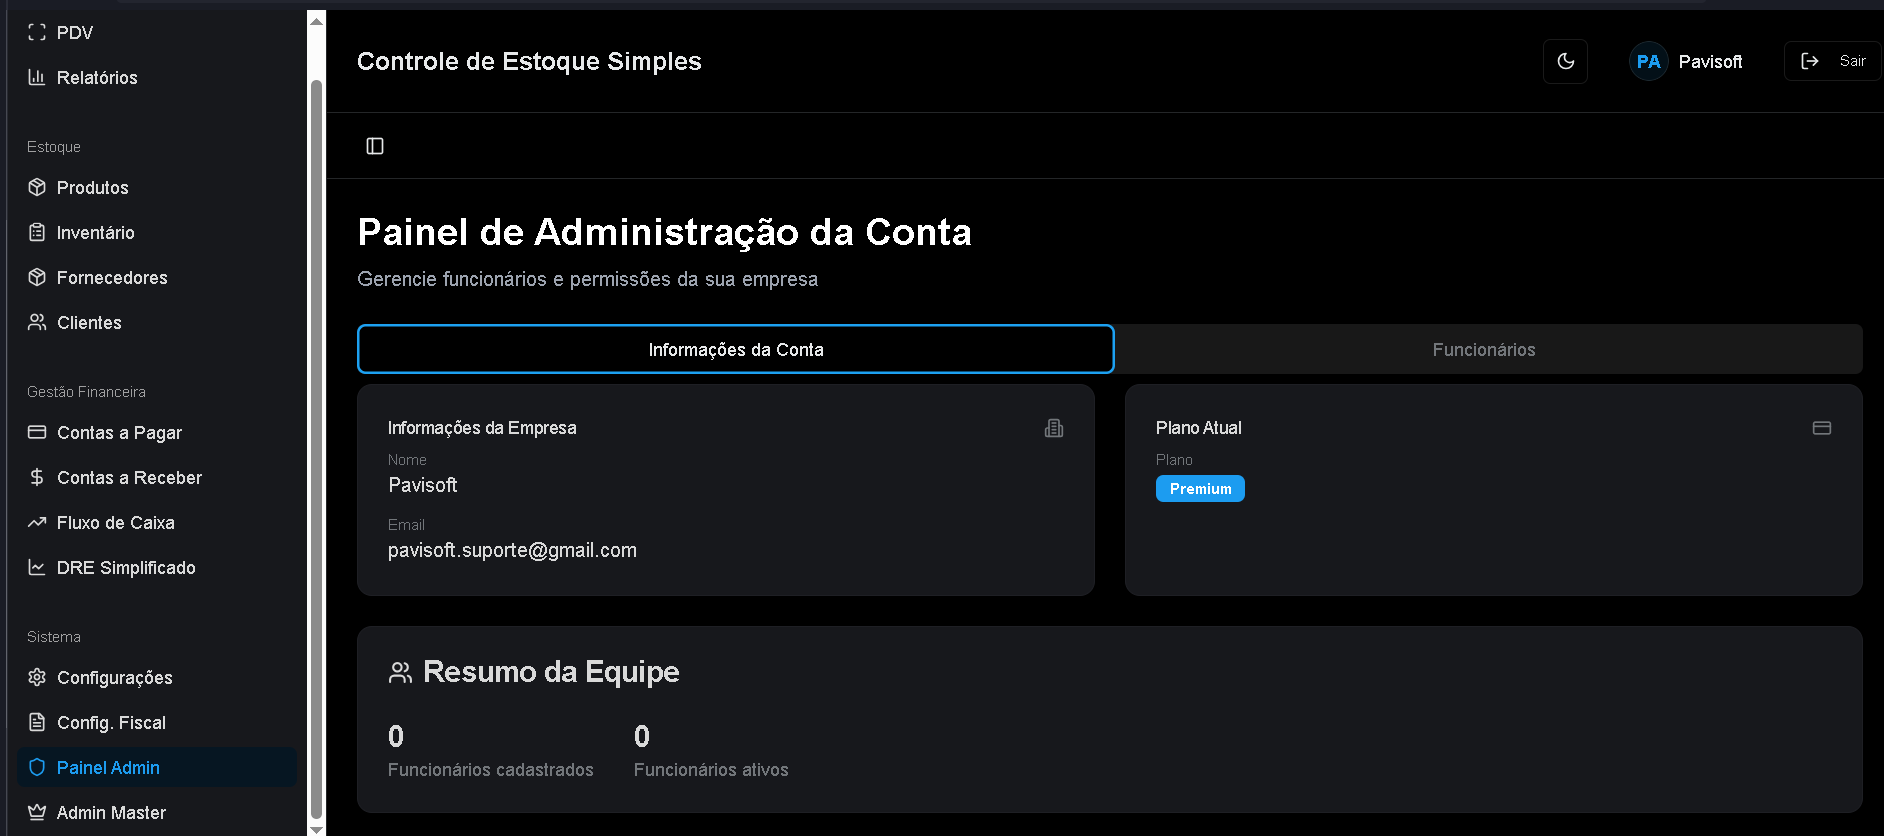 PDV
Relatórios
Estoque
Produtos
Inventário
Fornecedores
Clientes
Gestão Financeira
Contas a Pagar
Contas a Receber
Fluxo de Caixa
DRE Simplificado
Sistema
Configurações
Config. Fiscal
Painel Admin
Admin Master
Controle de Estoque Simples
PA Pavisoft
Sair
Painel de Administração da Conta
Gerencie funcionários e permissões da sua empresa
Informações da Conta
Funcionários
Informações da Empresa
Nome
Pavisoft
Email
pavisoft.suporte@gmail.com
Plano Atual
Plano
Premium
Resumo da Equipe
0
Funcionários cadastrados
0
Funcionários ativos